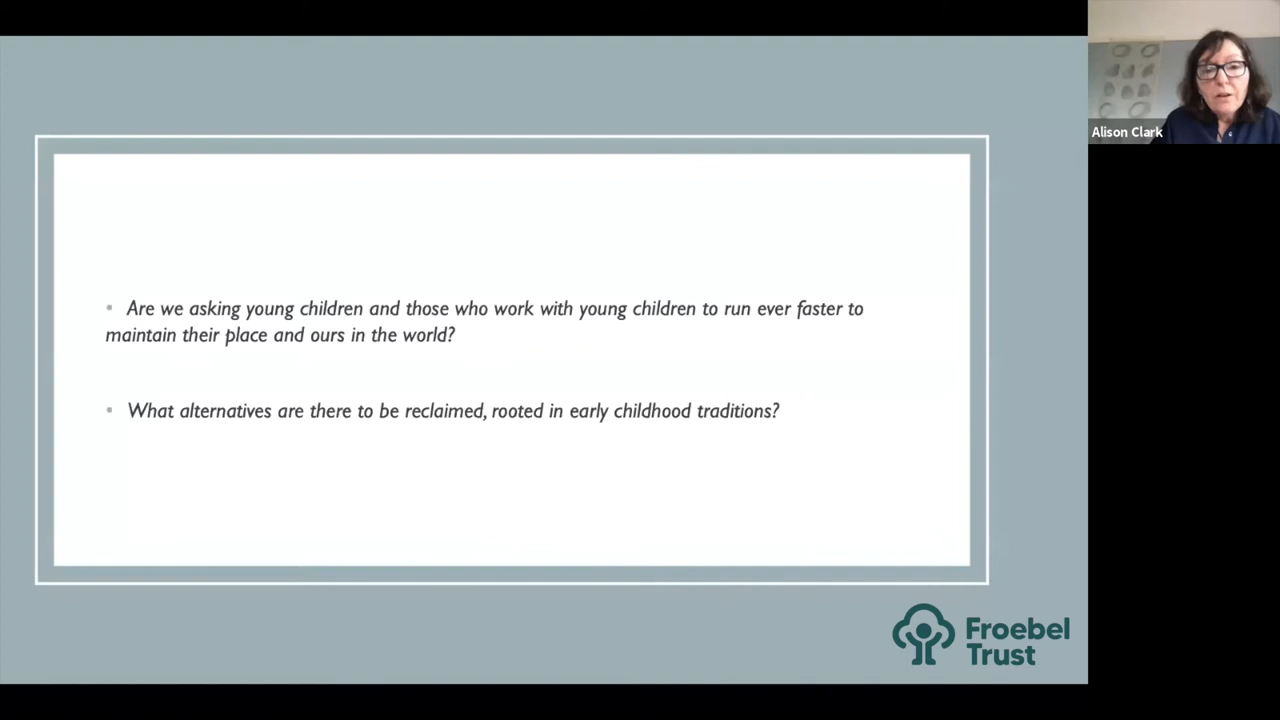 Alison Clark
• Are we asking young children and those who work with young children to run ever faster to
maintain their place and ours in the world?
• What alternatives are there to be reclaimed, rooted in early childhood traditions?
Froebel
Trust